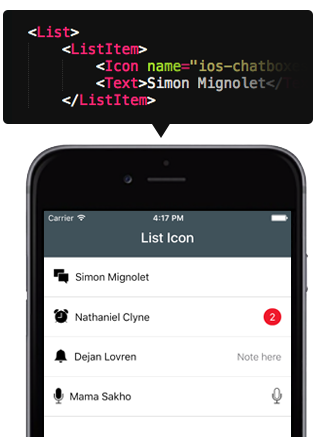 <List>
<ListItem>
<Icon name="ios-chatbox
<Text>Simon Mignolet</
</ListItem>
Carrier 4:17 PM
List Icon
Simon Mignolet
Nathaniel Clyne 2
Dejan Lovren Note here
Mama Sakho